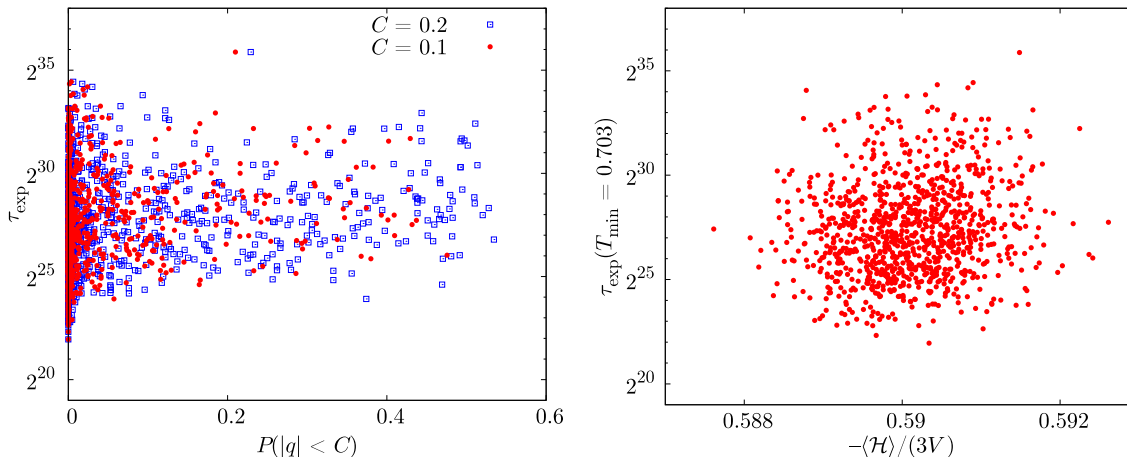 C = 0.2
C = 0.1
τ_exp
2^35
2^30
2^25
2^20
0
0.2
0.4
0.6
P(|q| < C)
τ_exp(T_min = 0.703)
2^35
2^30
2^25
2^20
0.588
0.59
0.592
–⟨ℋ⟩/(3V)